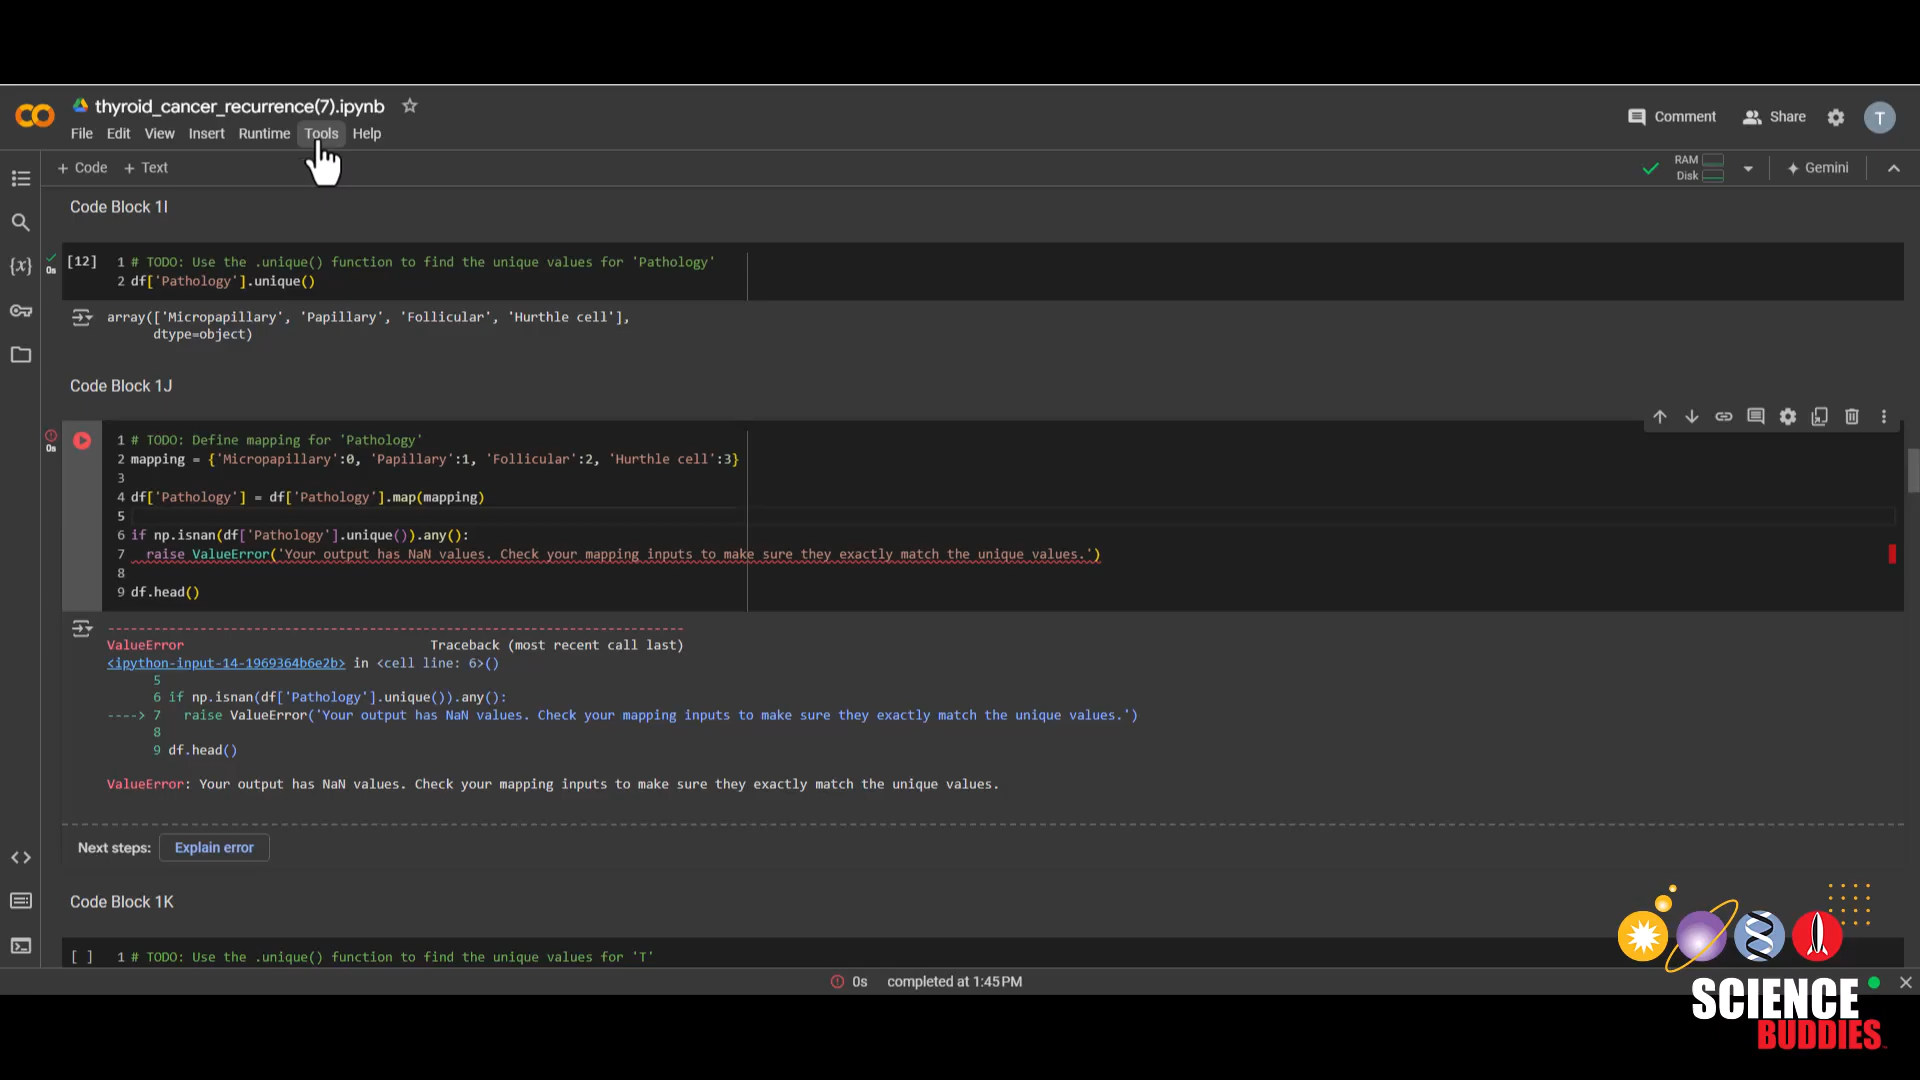 thyroid_cancer_recurrence(7).ipynb
File Edit View Insert Runtime Tools Help
Comment Share T
+ Code + Text
RAM
Disk
Gemini
Code Block 1I
[12] 1 # TODO: Use the .unique() function to find the unique values for 'Pathology'
2 df['Pathology'].unique()
0s
array(['Micropapillary', 'Papillary', 'Follicular', 'Hurthle cell'],
dtype=object)
Code Block 1J
1 # TODO: Define mapping for 'Pathology'
0s
2 mapping = {'Micropapillary':0, 'Papillary':1, 'Follicular':2, 'Hurthle cell':3}
3
4 df['Pathology'] = df['Pathology'].map(mapping)
5
6 if np.isnan(df['Pathology'].unique()).any():
7 raise ValueError('Your output has NaN values. Check your mapping inputs to make sure they exactly match the unique values.')
8
9 df.head()
---------------------------------------------------------------------------
ValueError Traceback (most recent call last)
<ipython-input-14-1969364b6e2b> in <cell line: 6>()
5
6 if np.isnan(df['Pathology'].unique()).any():
----> 7 raise ValueError('Your output has NaN values. Check your mapping inputs to make sure they exactly match the unique values.')
8
9 df.head()
ValueError: Your output has NaN values. Check your mapping inputs to make sure they exactly match the unique values.
Next steps: Explain error
Code Block 1K
[ ] 1 # TODO: Use the .unique() function to find the unique values for 'T'
0s completed at 1:45 PM
SCIENCE
BUDDIES